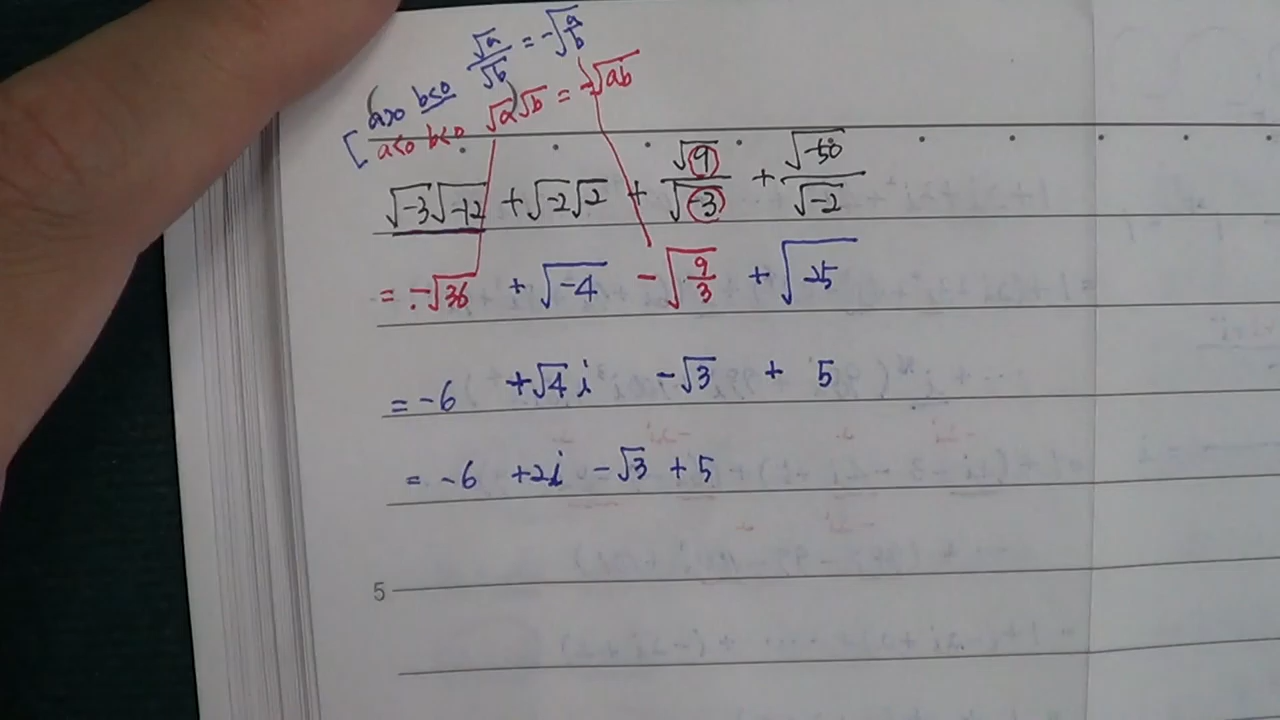 a>0 b<0 √a/√b = -√(a/b)
a<0 b<0 √a√b = -√ab
√-3√-12 + √-2√2 + √9/√-3 + √-50/√-2
= -√36 + √-4 - √(9/3) + √25
= -6 + √4 i - √3 + 5
= -6 + 2i - √3 + 5
5